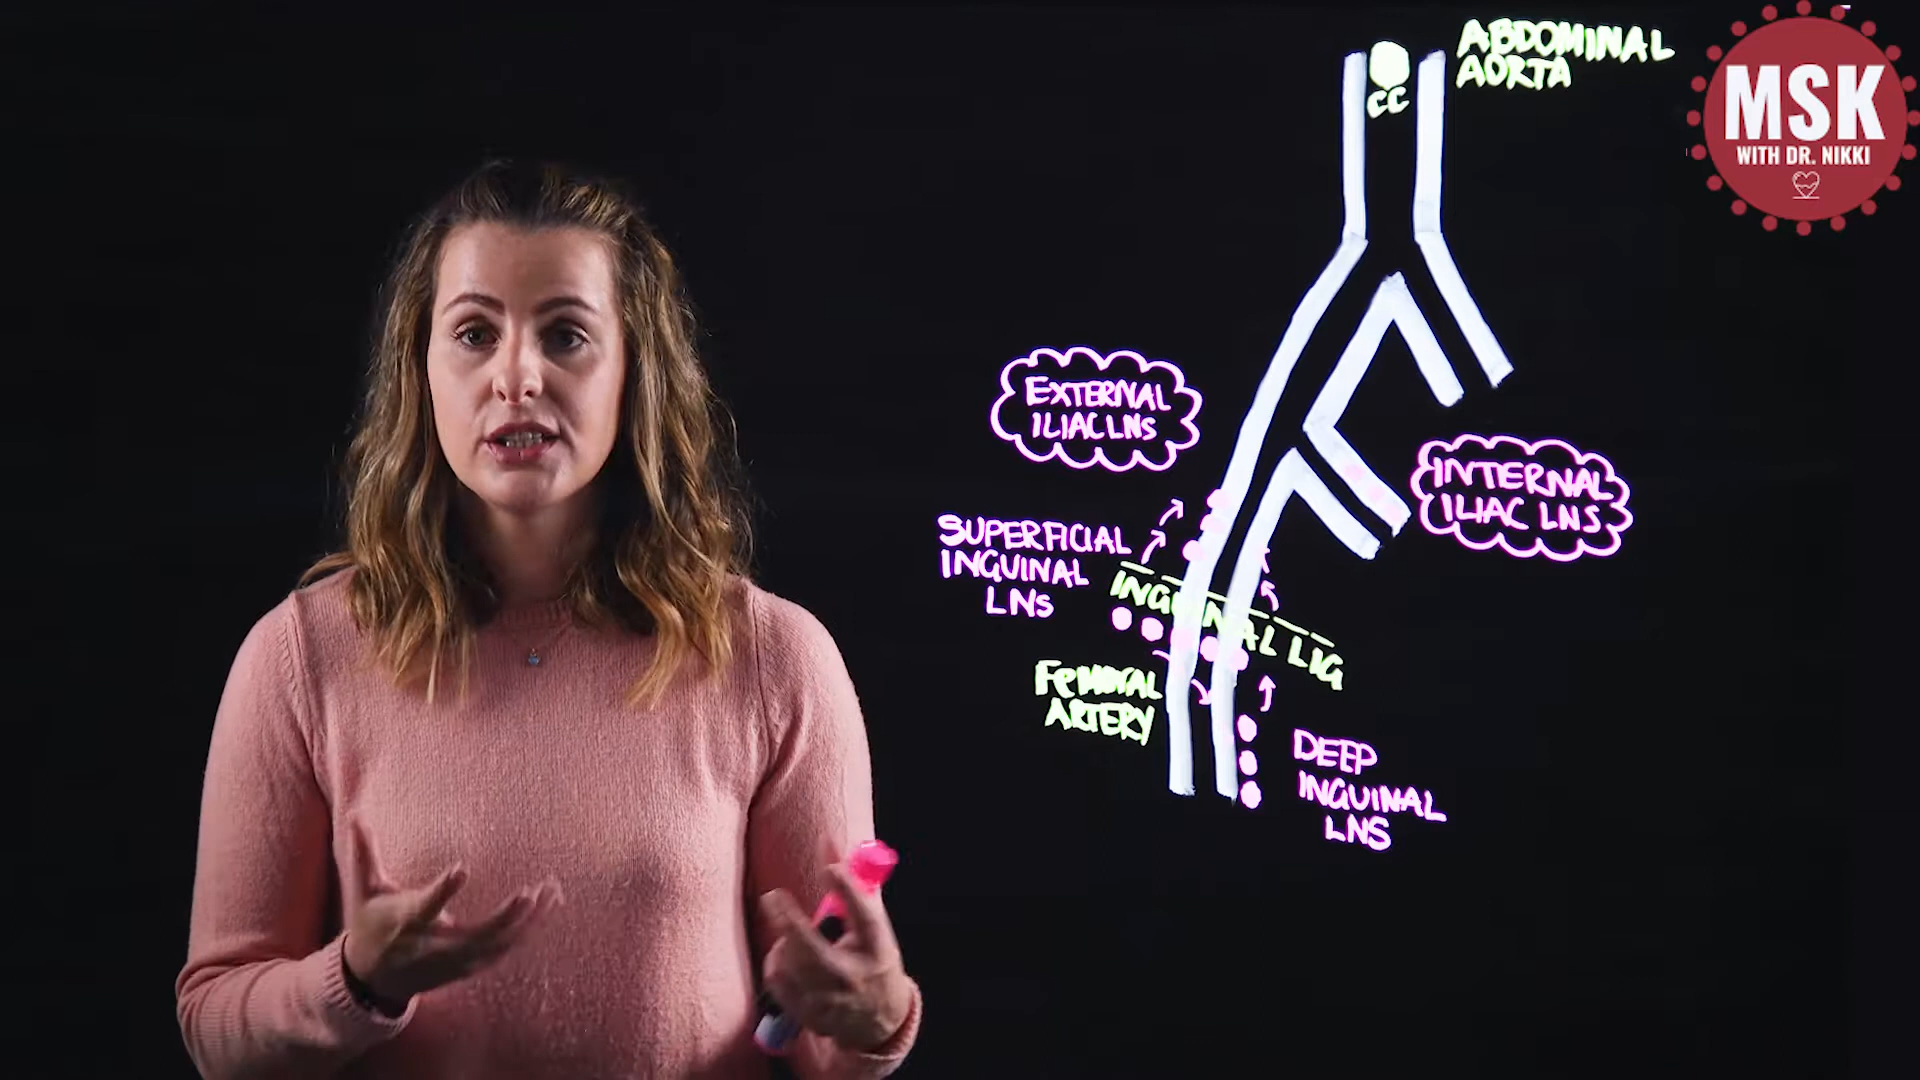 ABDOMINAL
AORTA
CC
MSK
WITH DR. NIKKI
EXTERNAL
ILIAC LNs
INTERNAL
ILIAC LNS
SUPERFICIAL
INGUINAL
LNs
INGUINAL LIG
FEMORAL
ARTERY
DEEP
INGUINAL
LNS